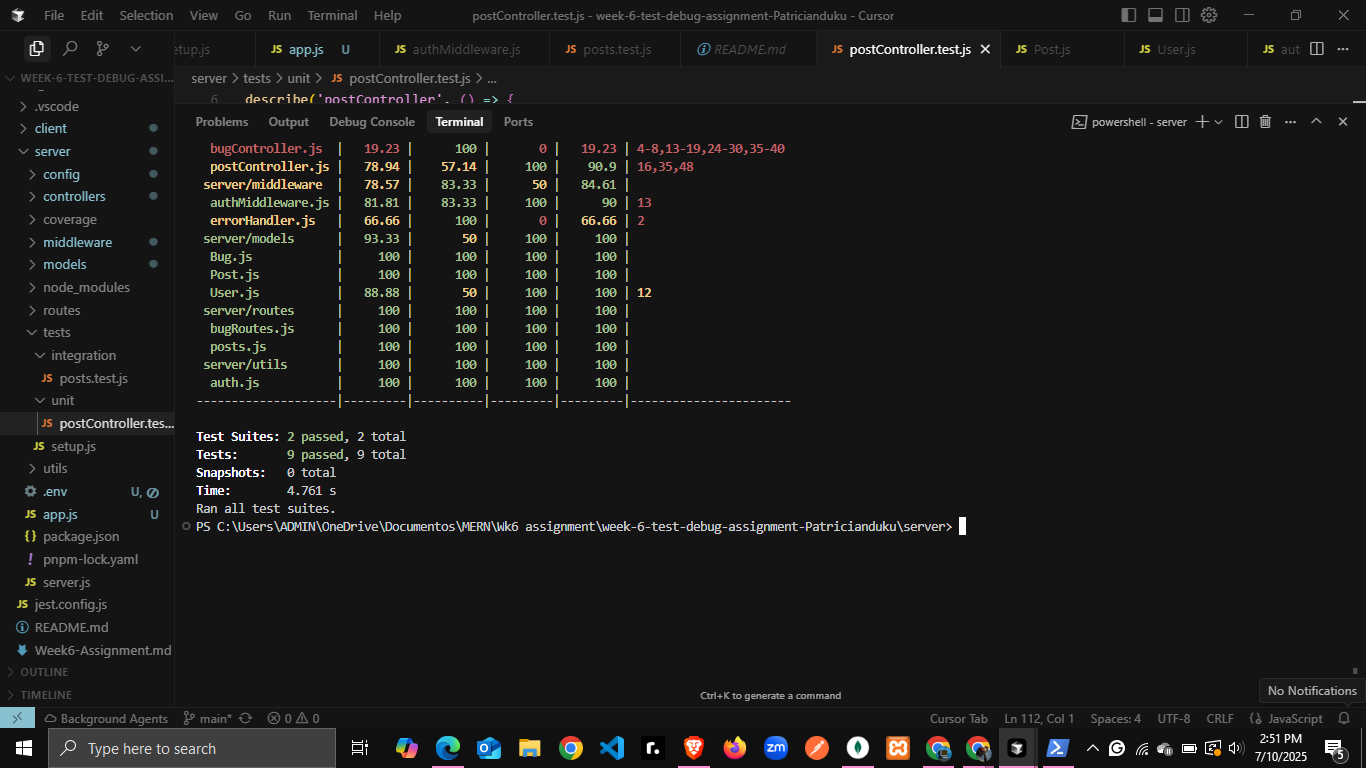 File Edit Selection View Go Run Terminal Help
postController.test.js - week-6-test-debug-assignment-Patricianduku - Cursor
etup.js
JS app.js U
JS authMiddleware.js
JS posts.test.js
README.md
JS postController.test.js
JS Post.js
JS User.js
JS aut
WEEK-6-TEST-DEBUG-ASSI...
.vscode
client
server
config
controllers
coverage
middleware
models
node_modules
routes
tests
integration
JS posts.test.js
unit
JS postController.tes...
JS setup.js
utils
.env U,
JS app.js U
{} package.json
! pnpm-lock.yaml
JS server.js
JS jest.config.js
README.md
Week6-Assignment.md
OUTLINE
TIMELINE
server > tests > unit > JS postController.test.js > ...
6 describe('postController', () => {
Problems Output Debug Console Terminal Ports
powershell - server
bugController.js | 19.23 | 100 | 0 | 19.23 | 4-8,13-19,24-30,35-40
postController.js | 78.94 | 57.14 | 100 | 90.9 | 16,35,48
server/middleware | 78.57 | 83.33 | 50 | 84.61 |
authMiddleware.js | 81.81 | 83.33 | 100 | 90 | 13
errorHandler.js | 66.66 | 100 | 0 | 66.66 | 2
server/models | 93.33 | 50 | 100 | 100 |
Bug.js | 100 | 100 | 100 | 100 |
Post.js | 100 | 100 | 100 | 100 |
User.js | 88.88 | 50 | 100 | 100 | 12
server/routes | 100 | 100 | 100 | 100 |
bugRoutes.js | 100 | 100 | 100 | 100 |
posts.js | 100 | 100 | 100 | 100 |
server/utils | 100 | 100 | 100 | 100 |
auth.js | 100 | 100 | 100 | 100 |
--------------------|---------|----------|---------|---------|-----------------------
Test Suites: 2 passed, 2 total
Tests: 9 passed, 9 total
Snapshots: 0 total
Time: 4.761 s
Ran all test suites.
PS C:\Users\ADMIN\OneDrive\Documentos\MERN\Wk6 assignment\week-6-test-debug-assignment-Patricianduku\server>
Ctrl+K to generate a command
No Notifications
Background Agents main* 0 0
Cursor Tab Ln 112, Col 1 Spaces: 4 UTF-8 CRLF {} JavaScript
Type here to search
zm
2:51 PM
7/10/2025
5